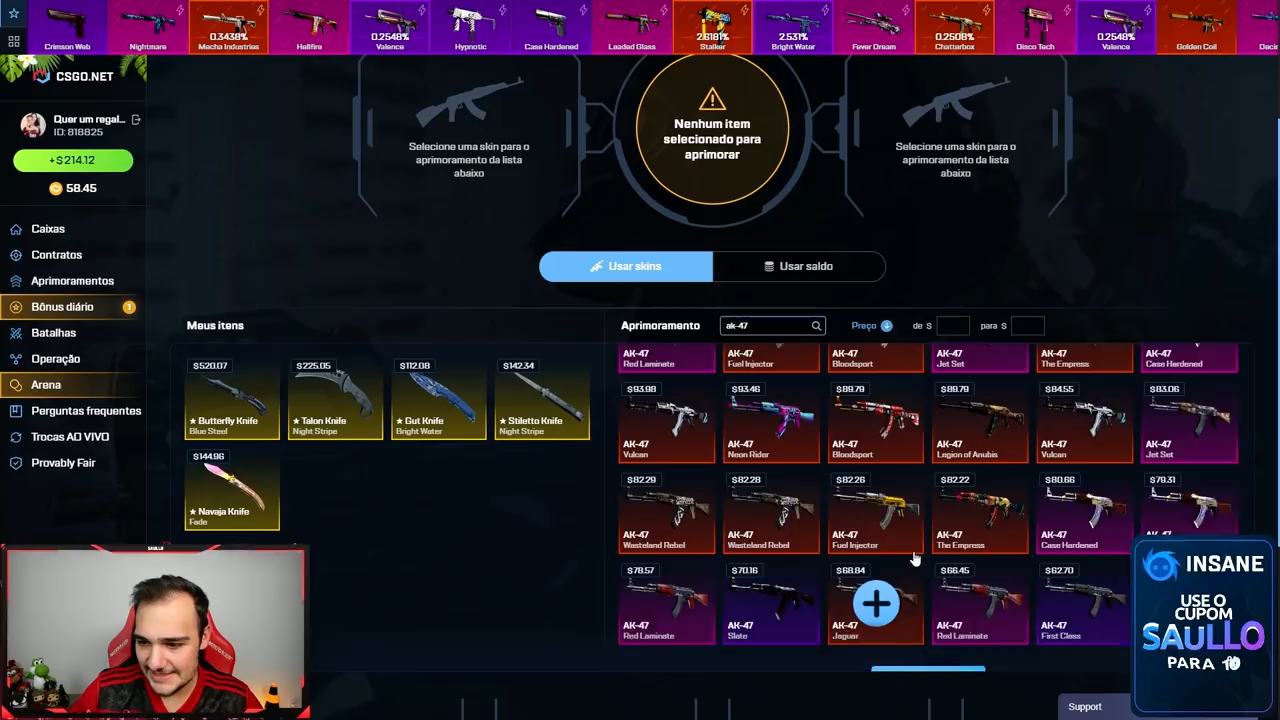 Crimson Web
Nightmare
0.3438%
Mecha Industries
Hellfire
0.2548%
Valence
Hypnotic
Case Hardened
Leaded Glass
2.6181%
Stalker
2.531%
Bright Water
Fever Dream
0.2508%
Chatterbox
Disco Tech
0.2548%
Valence
Golden Coil
CSGO.NET
Quer um regal...
ID: 818825
+$214.12
58.45
Caixas
Contratos
Aprimoramentos
Bônus diário
1
Batalhas
Operação
Arena
Perguntas frequentes
Trocas AO VIVO
Provably Fair
Selecione uma skin para o
aprimoramento da lista
abaixo
Nenhum item
selecionado para
aprimorar
Selecione uma skin para o
aprimoramento da lista
abaixo
Usar skins
Usar saldo
Meus itens
$520.07
★ Butterfly Knife
Blue Steel
$225.05
★ Talon Knife
Night Stripe
$112.08
★ Gut Knife
Bright Water
$142.34
★ Stiletto Knife
Night Stripe
$144.96
★ Navaja Knife
Fade
Aprimoramento
ak-47
Preço
de $
para $
AK-47
Red Laminate
AK-47
Fuel Injector
AK-47
Bloodsport
AK-47
Jet Set
AK-47
The Empress
AK-47
Case Hardened
$93.98
AK-47
Vulcan
$93.46
AK-47
Neon Rider
$89.79
AK-47
Bloodsport
$89.79
AK-47
Legion of Anubis
$84.55
AK-47
Vulcan
$83.06
AK-47
Jet Set
$82.29
AK-47
Wasteland Rebel
$82.28
AK-47
Wasteland Rebel
$82.26
AK-47
Fuel Injector
$82.22
AK-47
The Empress
$80.66
AK-47
Case Hardened
$79.31
$78.57
AK-47
Red Laminate
$70.16
AK-47
Slate
$68.84
AK-47
Jaguar
$66.45
AK-47
Red Laminate
$62.70
AK-47
First Class
INSANE
USE O
CUPOM
SAULLO
PARA
Support